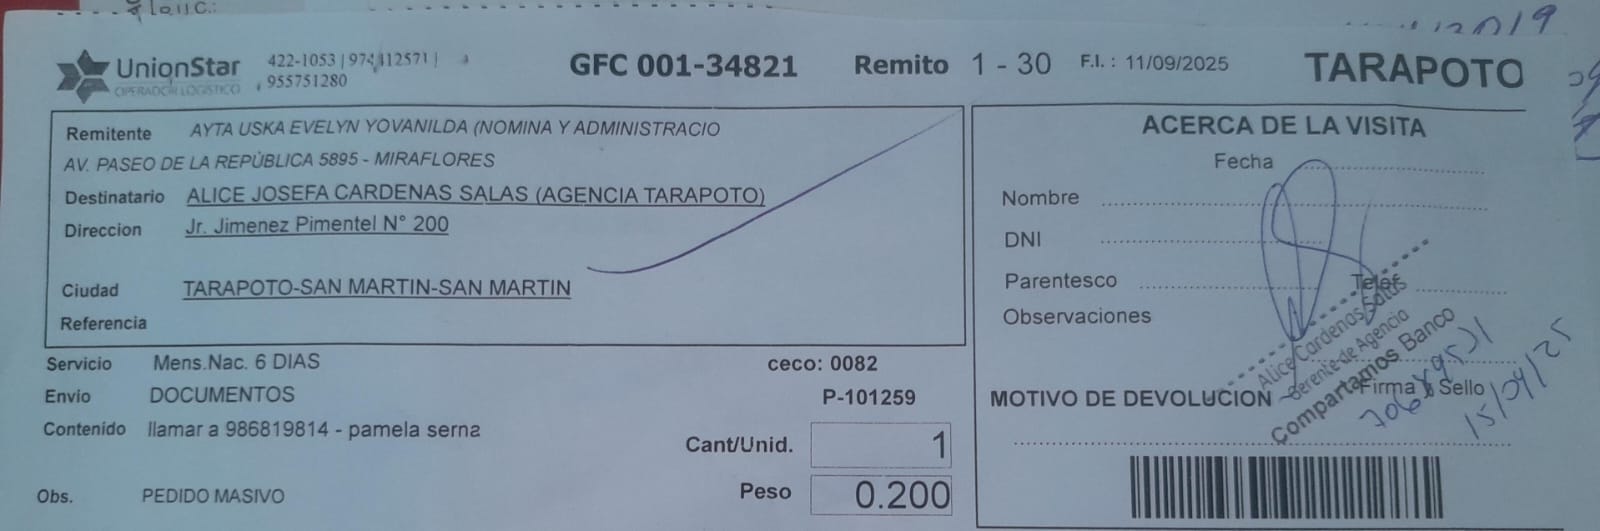 UnionStar
OPERADOR LOGISTICO
422-1053 | 974112571 |
955751280
GFC 001-34821 Remito 1 - 30 F.I. : 11/09/2025 TARAPOTO
Remitente AYTA USKA EVELYN YOVANILDA (NOMINA Y ADMINISTRACIO
AV. PASEO DE LA REPÚBLICA 5895 - MIRAFLORES
Destinatario ALICE JOSEFA CARDENAS SALAS (AGENCIA TARAPOTO)
Direccion Jr. Jimenez Pimentel N° 200
Ciudad TARAPOTO-SAN MARTIN-SAN MARTIN
Referencia
Servicio Mens.Nac. 6 DIAS
ceco: 0082
Envio DOCUMENTOS
P-101259
Contenido llamar a 986819814 - pamela serna
Cant/Unid. 1
Obs. PEDIDO MASIVO
Peso 0.200
ACERCA DE LA VISITA
Fecha
Nombre
DNI
Parentesco Telef.
Observaciones
Alice Cardenas Salas
Gerente de Agencia
Compartamos Banco
MOTIVO DE DEVOLUCION Firma y Sello